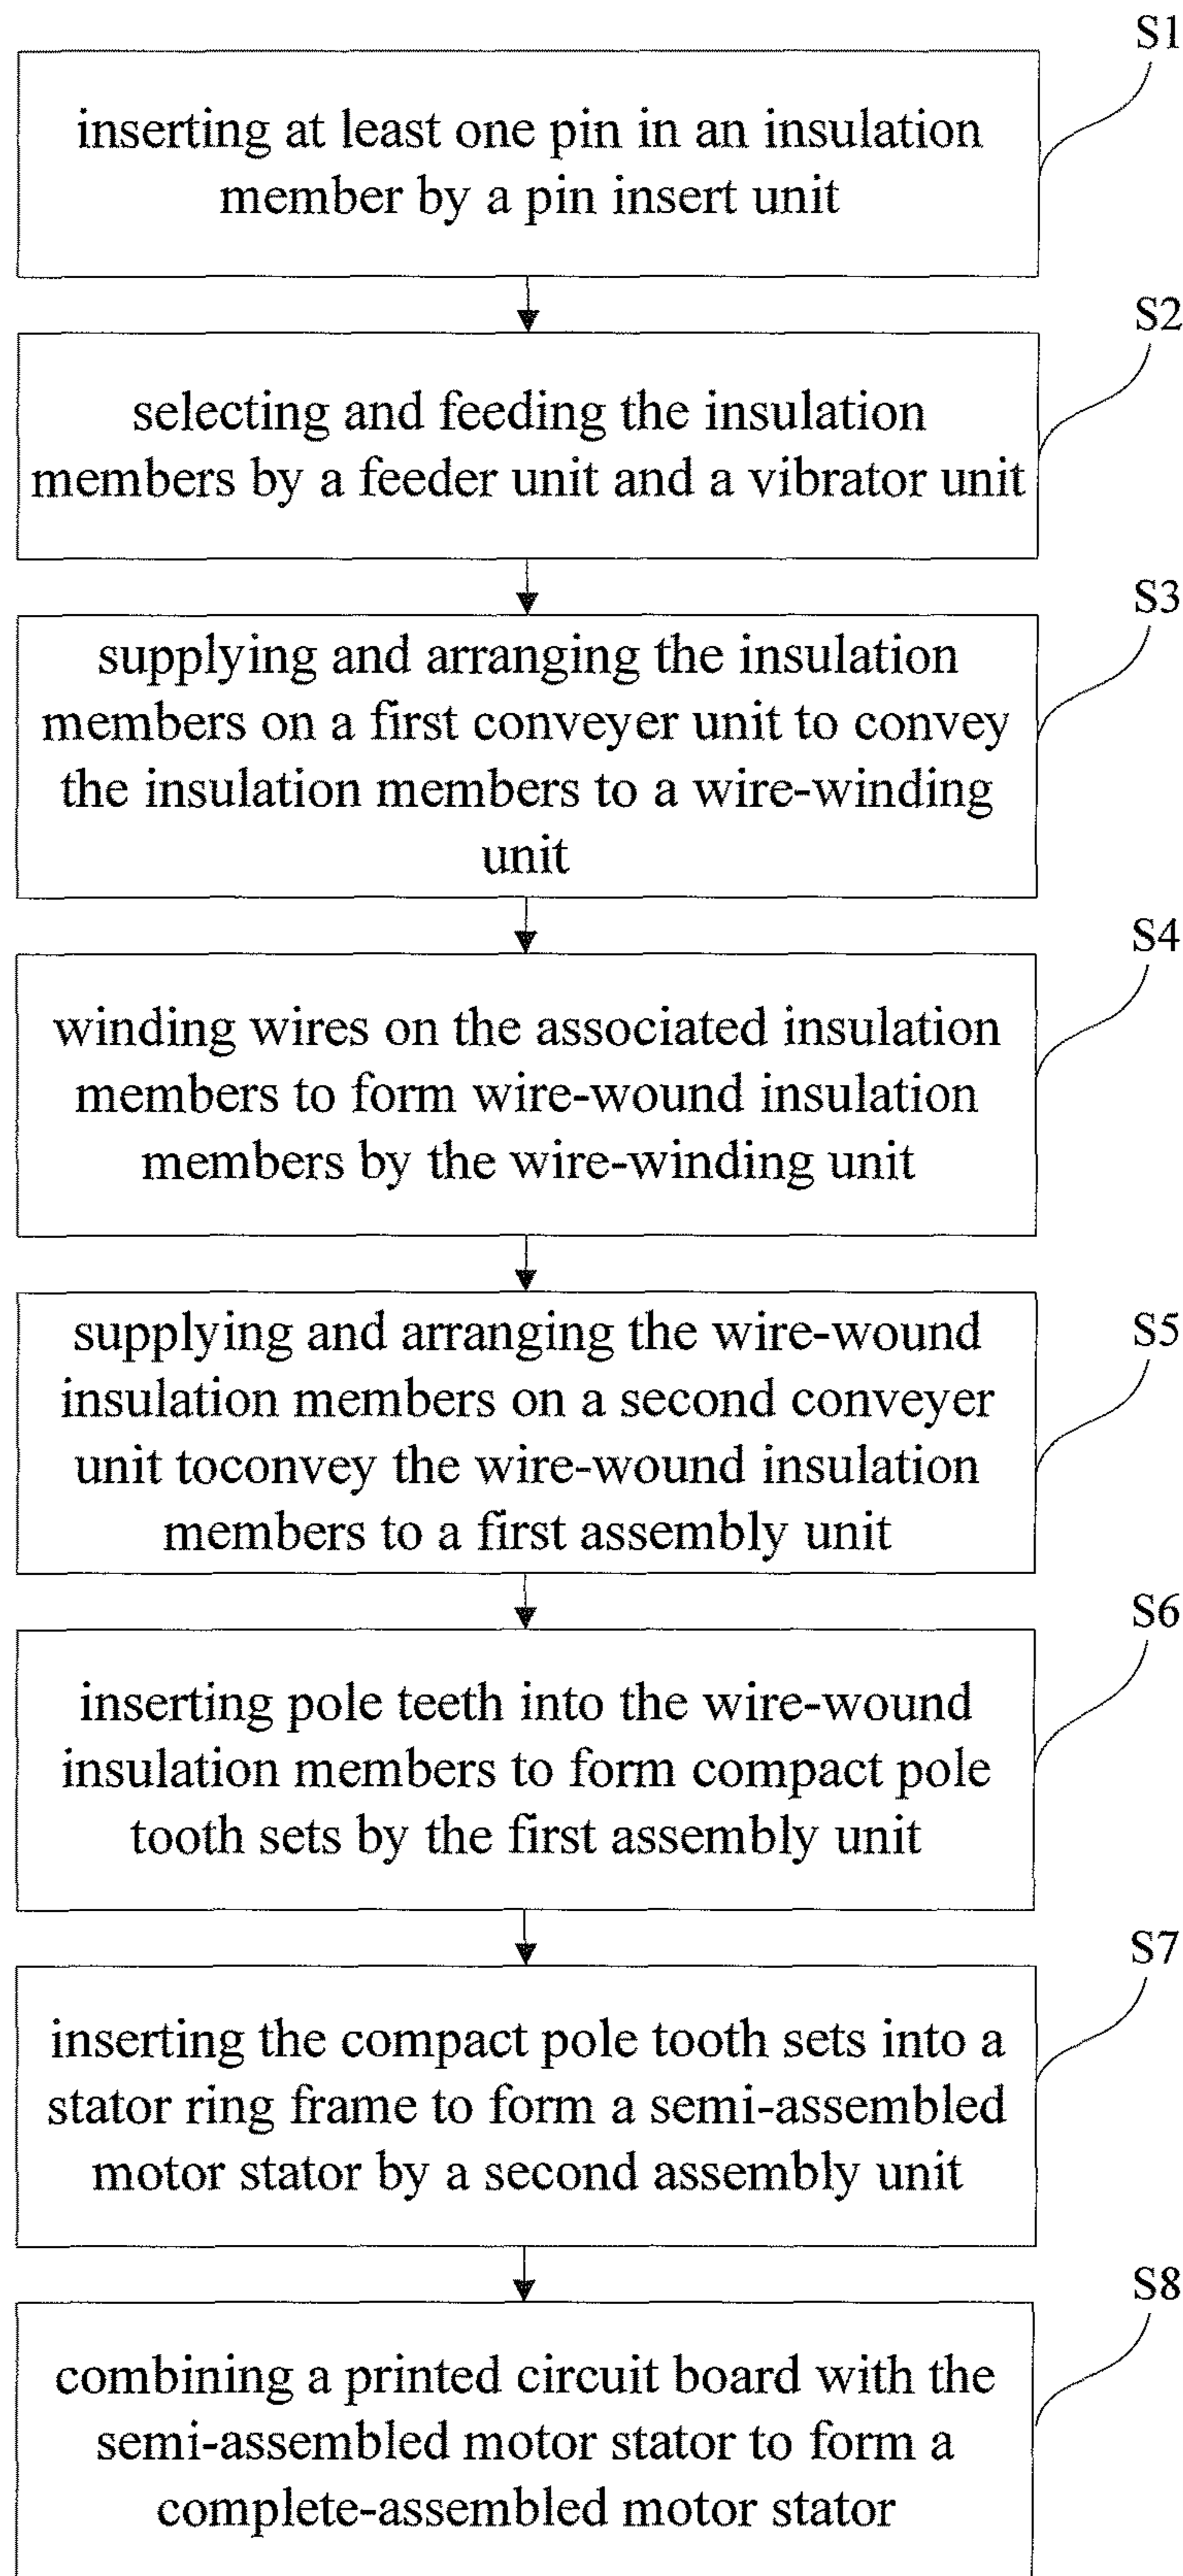 S1
inserting at least one pin in an insulation
member by a pin insert unit
S2
selecting and feeding the insulation
members by a feeder unit and a vibrator unit
S3
supplying and arranging the insulation
members on a first conveyer unit to convey
the insulation members to a wire-winding
unit
S4
winding wires on the associated insulation
members to form wire-wound insulation
members by the wire-winding unit
S5
supplying and arranging the wire-wound
insulation members on a second conveyer
unit toconvey the wire-wound insulation
members to a first assembly unit
S6
inserting pole teeth into the wire-wound
insulation members to form compact pole
tooth sets by the first assembly unit
S7
inserting the compact pole tooth sets into a
stator ring frame to form a semi-assembled
motor stator by a second assembly unit
S8
combining a printed circuit board with the
semi-assembled motor stator to form a
complete-assembled motor stator